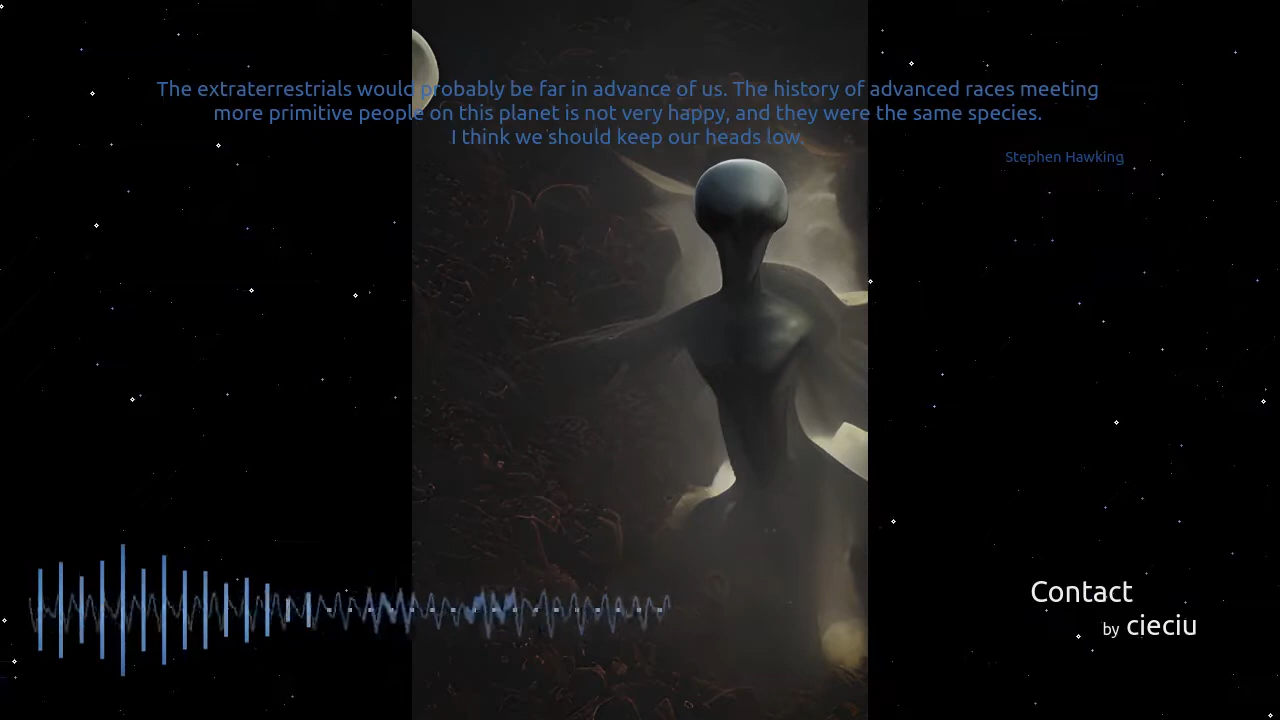 The extraterrestrials would probably be far in advance of us. The history of advanced races meeting
more primitive people on this planet is not very happy, and they were the same species.
I think we should keep our heads low.
Stephen Hawking
Contact
by cieciu